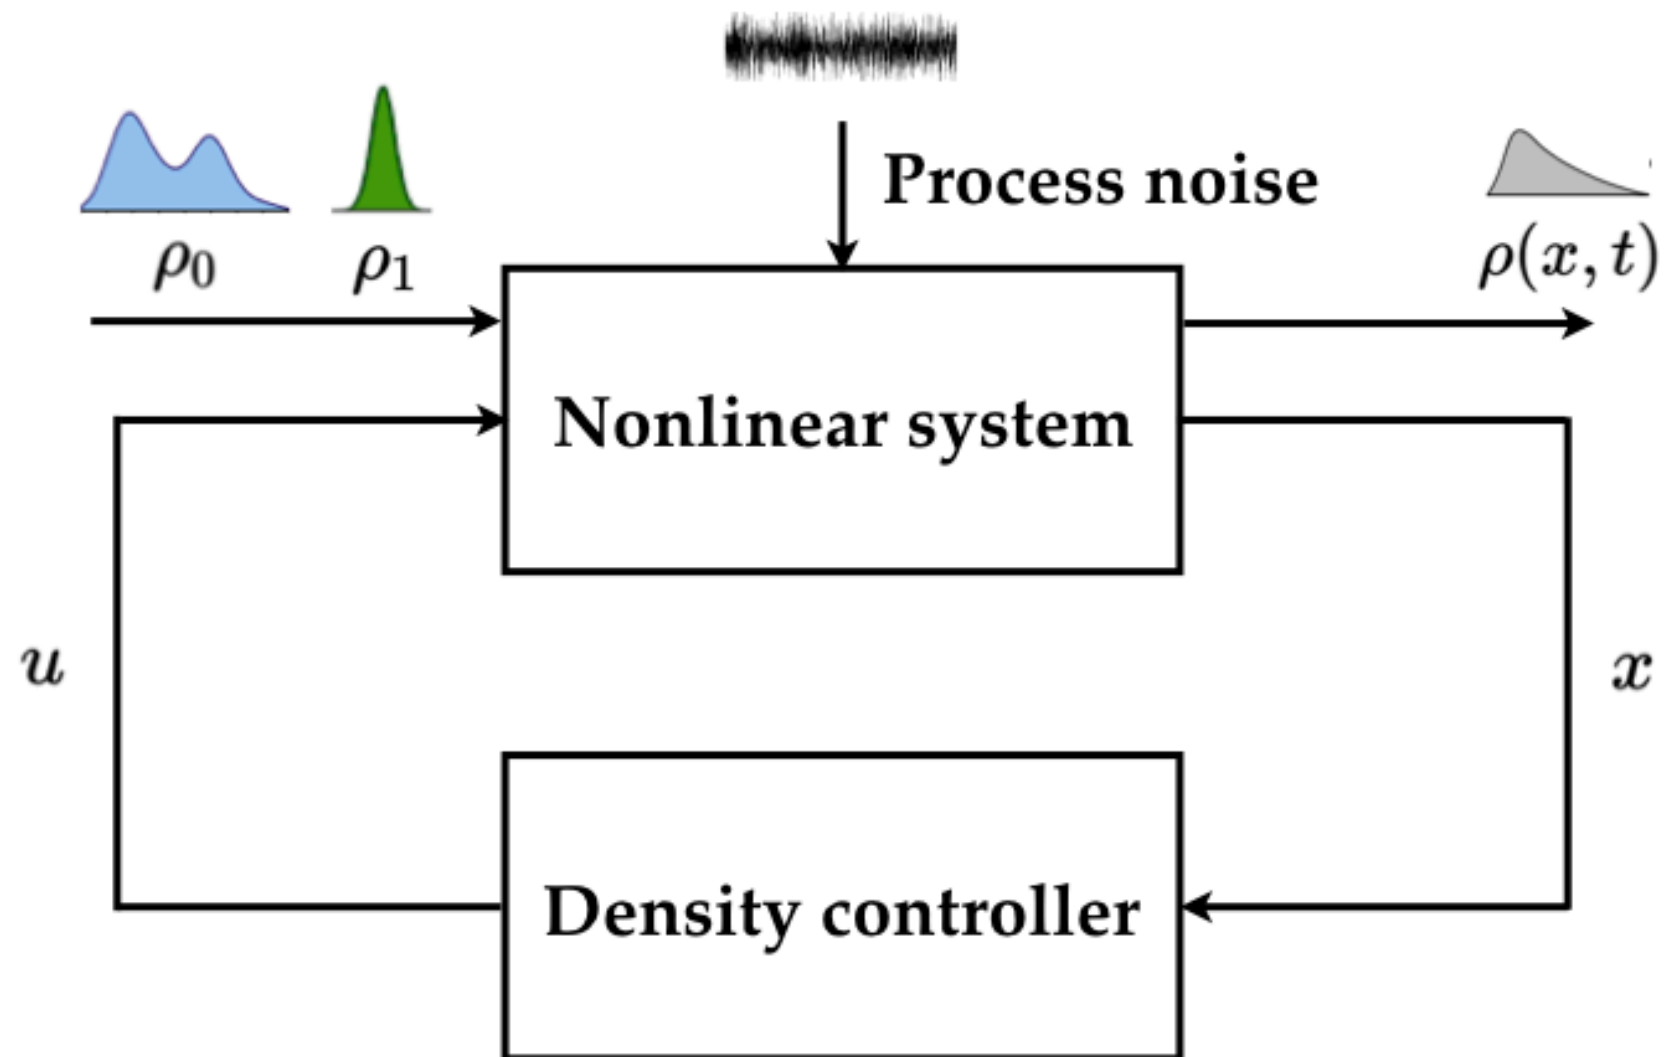 Process noise
ρ₀ ρ₁
ρ(x, t)
Nonlinear system
u
x
Density controller